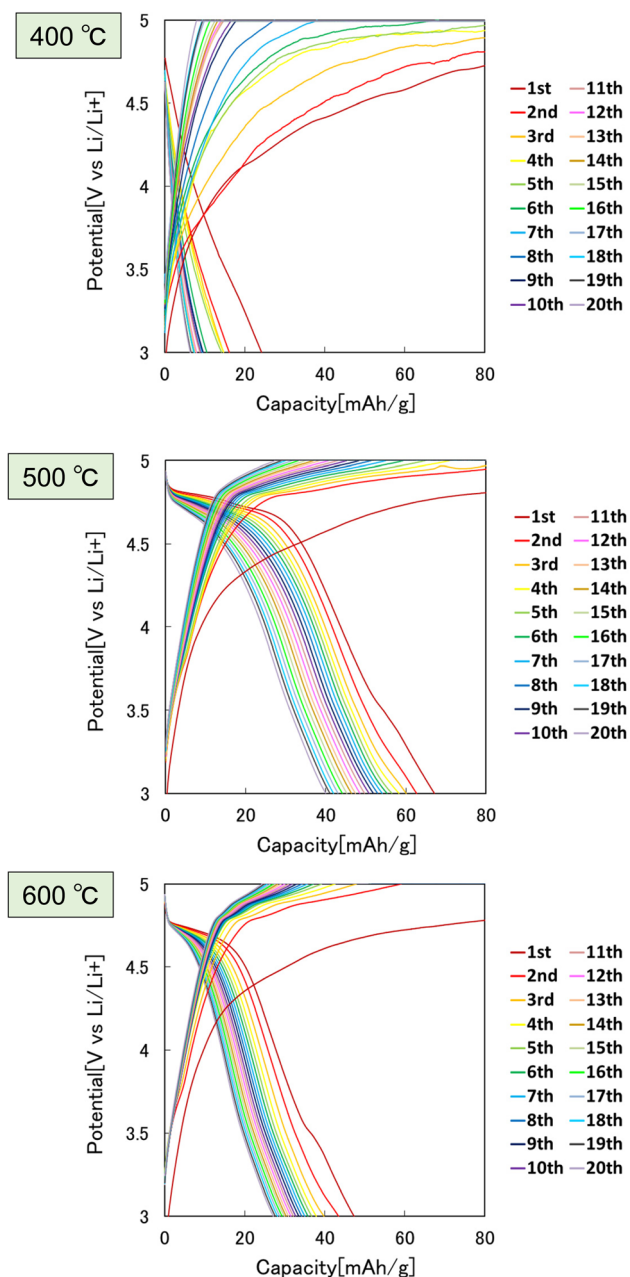 400 ℃
5
4.5
4
3.5
3
Potential[V vs Li/Li+]
0 20 40 60 80
Capacity[mAh/g]
1st 11th
2nd 12th
3rd 13th
4th 14th
5th 15th
6th 16th
7th 17th
8th 18th
9th 19th
10th 20th
500 ℃
5
4.5
4
3.5
3
Potential[V vs Li/Li+]
0 20 40 60 80
Capacity[mAh/g]
1st 11th
2nd 12th
3rd 13th
4th 14th
5th 15th
6th 16th
7th 17th
8th 18th
9th 19th
10th 20th
600 ℃
5
4.5
4
3.5
3
Potential[V vs Li/Li+]
0 20 40 60 80
Capacity[mAh/g]
1st 11th
2nd 12th
3rd 13th
4th 14th
5th 15th
6th 16th
7th 17th
8th 18th
9th 19th
10th 20th